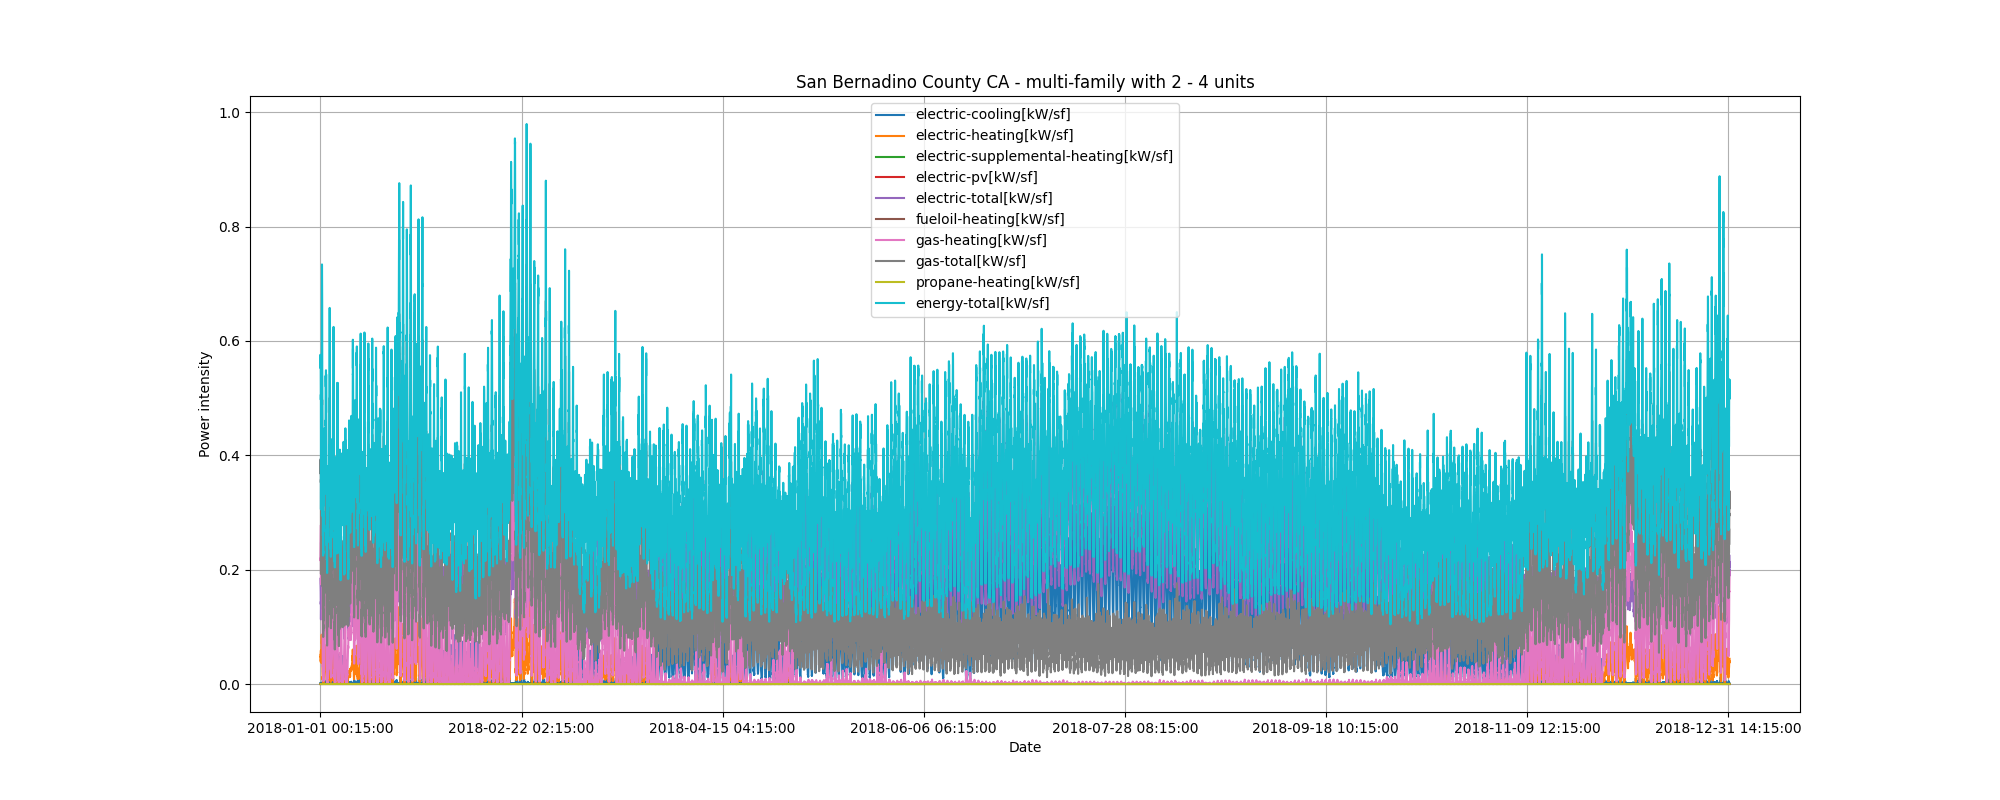 San Bernadino County CA - multi-family with 2 - 4 units
1.0
0.8
0.6
0.4
0.2
0.0
Power intensity
electric-cooling[kW/sf]
electric-heating[kW/sf]
electric-supplemental-heating[kW/sf]
electric-pv[kW/sf]
electric-total[kW/sf]
fueloil-heating[kW/sf]
gas-heating[kW/sf]
gas-total[kW/sf]
propane-heating[kW/sf]
energy-total[kW/sf]
2018-01-01 00:15:00 2018-02-22 02:15:00 2018-04-15 04:15:00 2018-06-06 06:15:00 2018-07-28 08:15:00 2018-09-18 10:15:00 2018-11-09 12:15:00 2018-12-31 14:15:00
Date